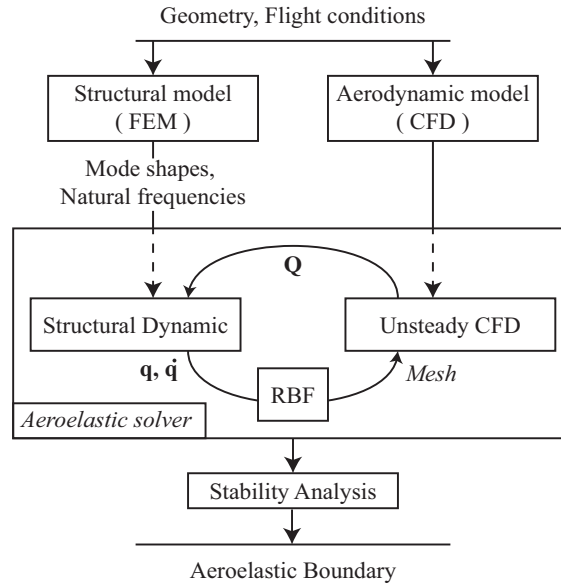 Geometry, Flight conditions
Structural model
( FEM )
Aerodynamic model
( CFD )
Mode shapes,
Natural frequencies
Q
Structural Dynamic
Unsteady CFD
q, q̇
RBF
Mesh
Aeroelastic solver
Stability Analysis
Aeroelastic Boundary